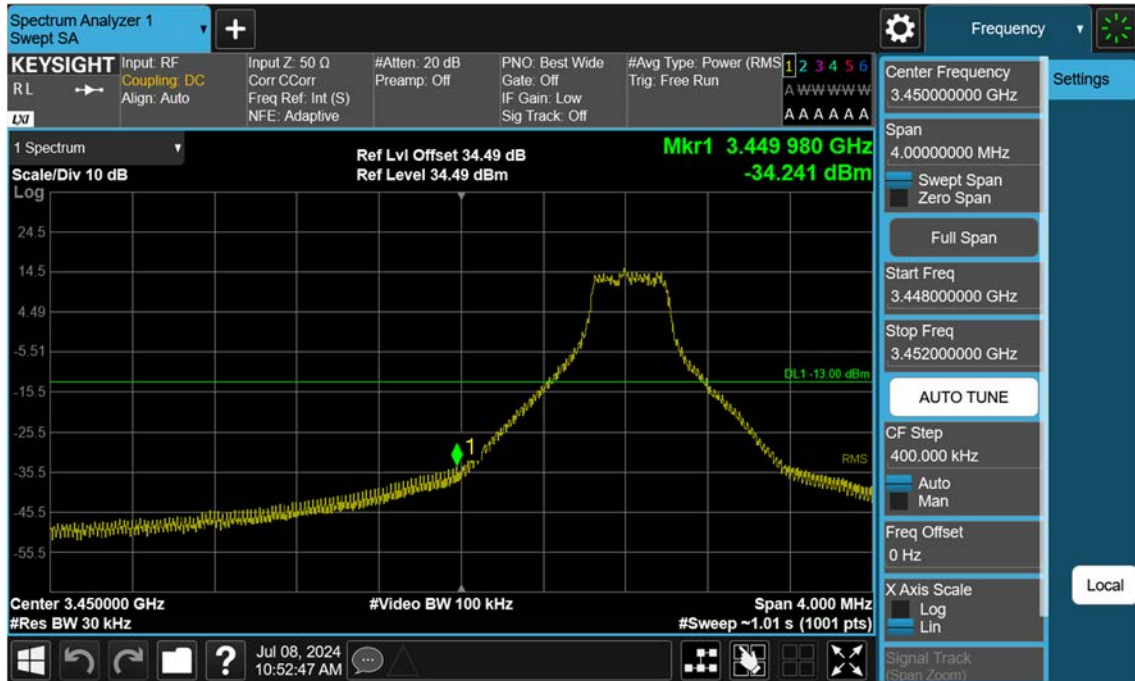 Spectrum Analyzer 1
Swept SA
Frequency
KEYSIGHT
RL
LXI
Input: RF
Coupling: DC
Align: Auto
Input Z: 50 Ω
Corr CCorr
Freq Ref: Int (S)
NFE: Adaptive
#Atten: 20 dB
Preamp: Off
PNO: Best Wide
Gate: Off
IF Gain: Low
Sig Track: Off
#Avg Type: Power (RMS
Trig: Free Run
1 2 3 4 5 6
A W W W W W
A A A A A A
1 Spectrum
Scale/Div 10 dB
Log
Ref Lvl Offset 34.49 dB
Ref Level 34.49 dBm
Mkr1 3.449 980 GHz
-34.241 dBm
24.5
14.5
4.49
-5.51
-15.5
-25.5
-35.5
-45.5
-55.5
DL1 -13.00 dBm
1
RMS
Center 3.450000 GHz
#Res BW 30 kHz
#Video BW 100 kHz
Span 4.000 MHz
#Sweep ~1.01 s (1001 pts)
Center Frequency
3.450000000 GHz
Settings
Span
4.00000000 MHz
Swept Span
Zero Span
Full Span
Start Freq
3.448000000 GHz
Stop Freq
3.452000000 GHz
AUTO TUNE
CF Step
400.000 kHz
Auto
Man
Freq Offset
0 Hz
X Axis Scale
Log
Lin
Local
Signal Track
(Span Zoom)
?
Jul 08, 2024
10:52:47 AM